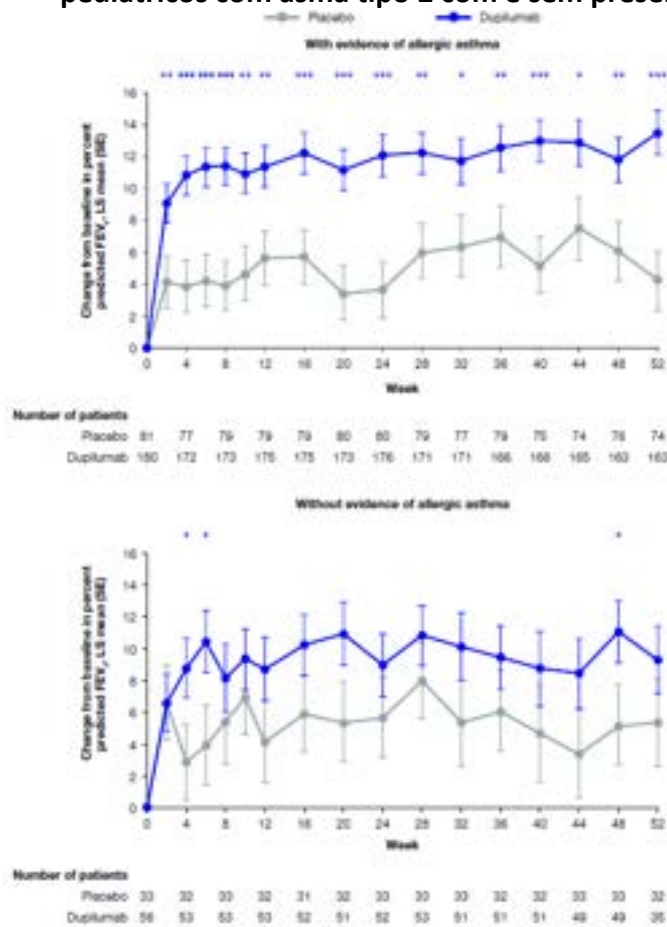 pediátricos com asma tipo 2 com e sem
Placebo Dupilumab
With evidence of allergic asthma
** *** *** *** ** ** *** *** *** ** * ** *** * ** ***
Change from baseline in percent
predicted FEV₁, LS mean (SE)
16
14
12
10
8
6
4
2
0
0 4 8 12 16 20 24 28 32 36 40 44 48 52
Week
Number of patients
Placebo 81 77 79 79 79 80 80 79 77 79 75 74 76 74
Dupilumab 172 173 175 175 173 176 171 171 168 165 163
Without evidence of allergic asthma
* * *
Change from baseline in percent
predicted FEV₁, LS mean (SE)
16
14
12
10
8
6
4
2
0
0 4 8 12 16 20 24 28 32 36 40 44 48 52
Week
Number of patients
Placebo 33 32 33 32 31 32 33 33 33 32 32 33 33 32
Dupilumab 56 53 53 53 52 51 52 53 51 51 51 49 49